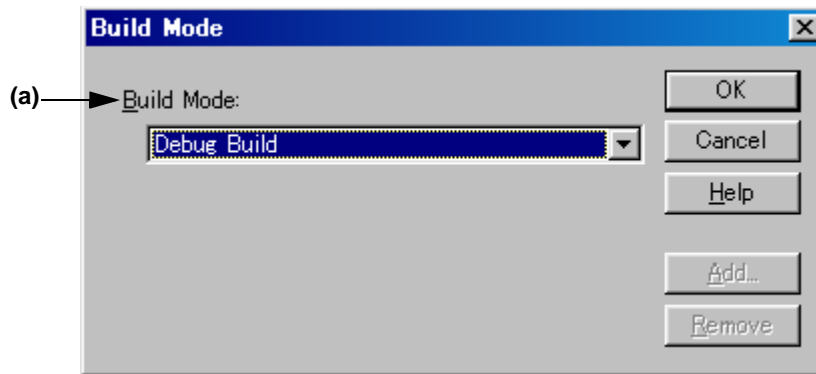 Build Mode
(a)
Build Mode:
Debug Build
OK
Cancel
Help
Add...
Remove